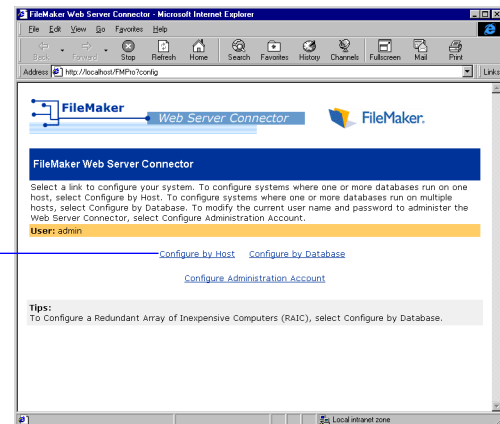 FileMaker Web Server Connector - Microsoft Internet Explorer
File Edit View Go Favorites Help
Back Forward Stop Refresh Home Search Favorites History Channels Fullscreen Mail Print
Address http://localhost/FMPro?config Links
FileMaker
Web Server Connector
FileMaker.
FileMaker Web Server Connector
Select a link to configure your system. To configure systems where one or more databases run on one
host, select Configure by Host. To configure systems where one or more databases run on multiple
hosts, select Configure by Database. To modify the current user name and password to administer the
Web Server Connector, select Configure Administration Account.
User: admin
Configure by Host Configure by Database
Configure Administration Account
Tips:
To Configure a Redundant Array of Inexpensive Computers (RAIC), select Configure by Database.
Local intranet zone